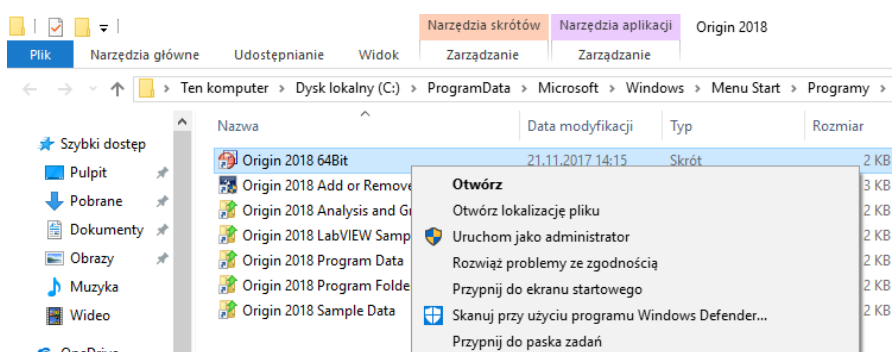 Narzędzia skrótów Narzędzia aplikacji Origin 2018
Plik Narzędzia główne Udostępnianie Widok Zarządzanie Zarządzanie
Ten komputer > Dysk lokalny (C:) > ProgramData > Microsoft > Windows > Menu Start > Programy >
Nazwa Data modyfikacji Typ Rozmiar
Szybki dostęp
Pulpit
Pobrane
Dokumenty
Obrazy
Muzyka
Wideo
OneDrive
Origin 2018 64Bit 21.11.2017 14:15 Skrót 2 KB
Origin 2018 Add or Remove 3 KB
Origin 2018 Analysis and Gr 2 KB
Origin 2018 LabVIEW Samp 2 KB
Origin 2018 Program Data 2 KB
Origin 2018 Program Folde 2 KB
Origin 2018 Sample Data 2 KB
Otwórz
Otwórz lokalizację pliku
Uruchom jako administrator
Rozwiąż problemy ze zgodnością
Przypnij do ekranu startowego
Skanuj przy użyciu programu Windows Defender...
Przypnij do paska zadań